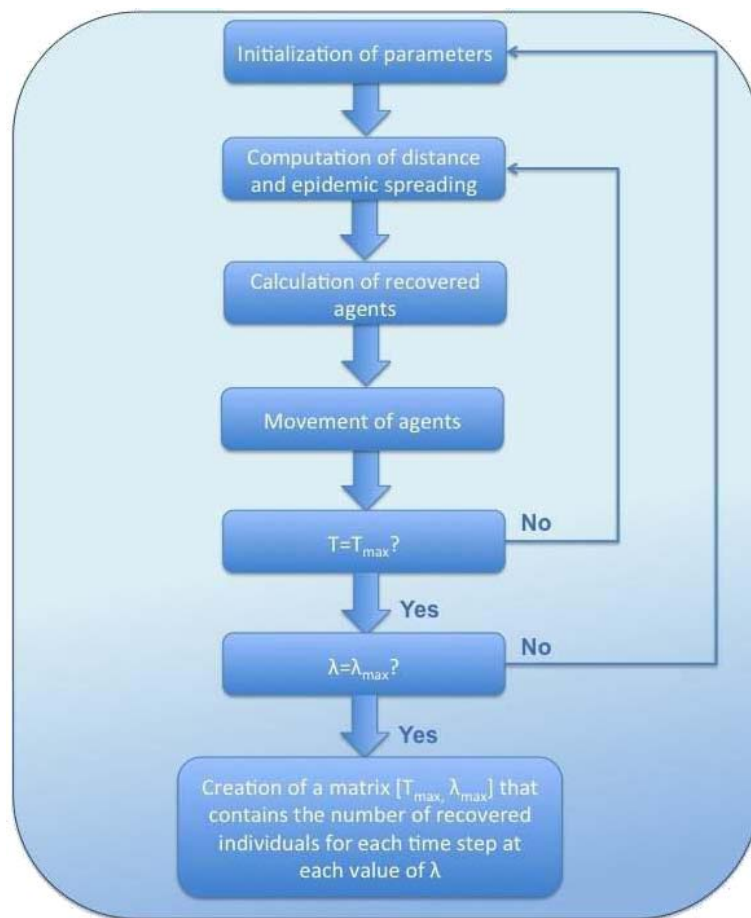 Initialization of parameters
Computation of distance
and epidemic spreading
Calculation of recovered
agents
Movement of agents
T=Tmax?
No
Yes
λ=λmax?
No
Yes
Creation of a matrix [Tmax, λmax] that
contains the number of recovered
individuals for each time step at
each value of λ